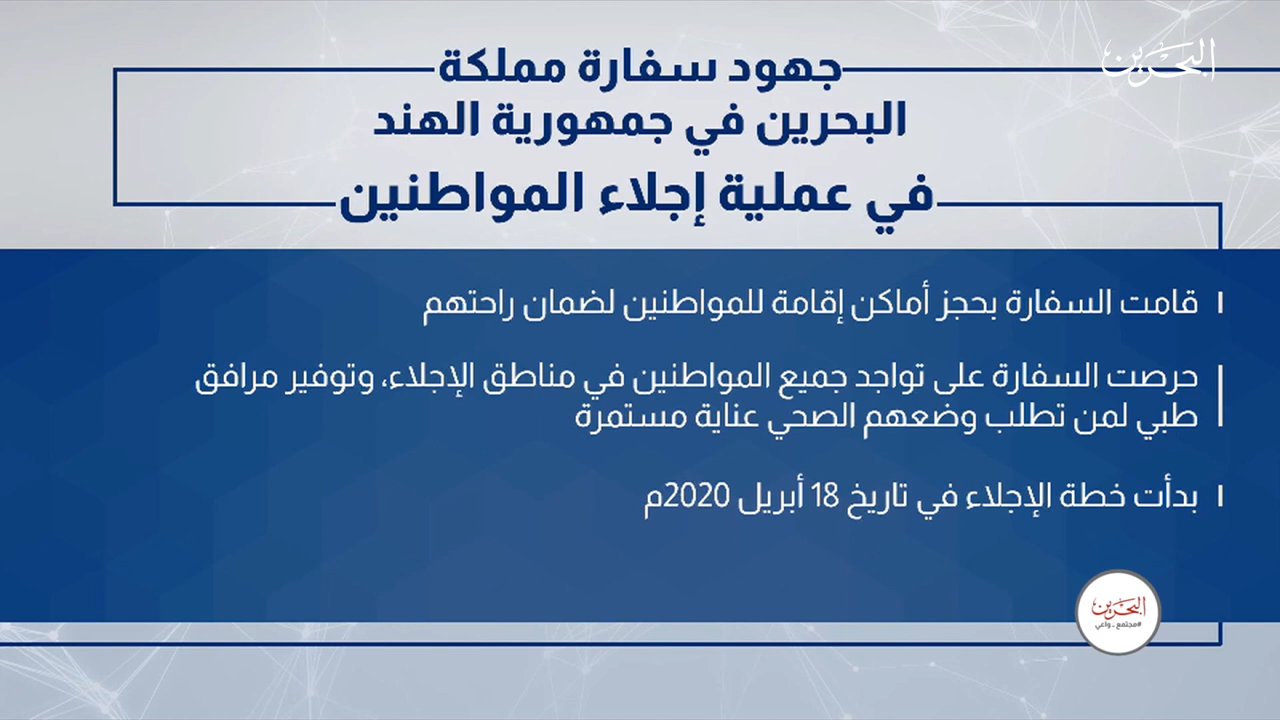 البحرين
جهود سفارة مملكة
البحرين في جمهورية الهند
في عملية إجلاء المواطنين
قامت السفارة بحجز أماكن إقامة للمواطنين لضمان راحتهم
حرصت السفارة على تواجد جميع المواطنين في مناطق الإجلاء، وتوفير مرافق
طبي لمن تطلب وضعهم الصحي عناية مستمرة
بدأت خطة الإجلاء في تاريخ 18 أبريل 2020م
البحرين
#مجتمع_واعي